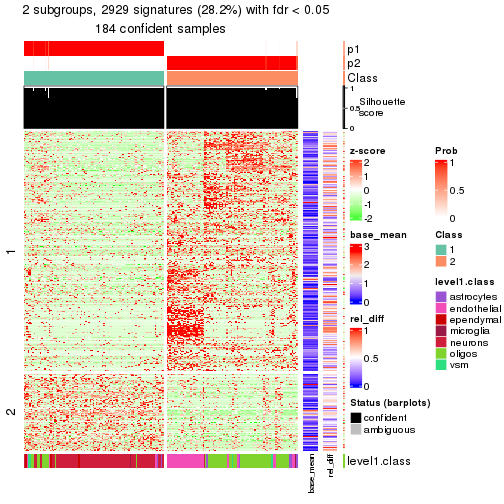 2 subgroups, 2929 signatures (28.2%) with fdr < 0.05
184 confident samples
p1
p2
Class
1
0.5
0
Silhouette
score
1
2
base_mean
rel_diff
level1.class
z-score
2
1
0
-1
-2
base_mean
3
2
1
0
rel_diff
1
0.5
0
Status (barplots)
confident
ambiguous
Prob
1
0.5
0
Class
1
2
level1.class
astrocytes
endothelial
ependymal
microglia
neurons
oligos
vsm